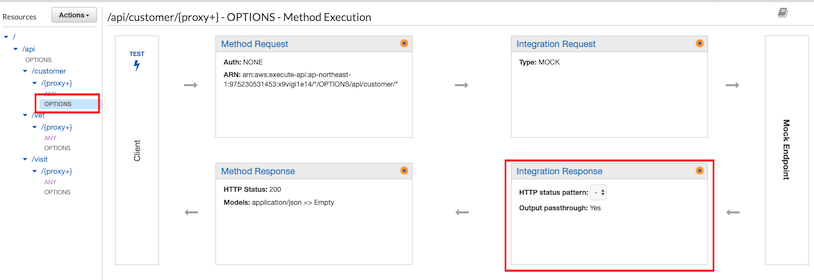 Resources
Actions
/api/customer/{proxy+} - OPTIONS - Method Execution
/
/api
OPTIONS
/customer
/{proxy+}
ANY
OPTIONS
/vet
/{proxy+}
ANY
OPTIONS
/visit
/{proxy+}
ANY
OPTIONS
TEST
Client
Method Request
Auth: NONE
ARN: arn:aws:execute-api:ap-northeast-
1:975230531453:x9vigi1e14/*/OPTIONS/api/customer/*
Integration Request
Type: MOCK
Mock Endpoint
Method Response
HTTP Status: 200
Models: application/json => Empty
Integration Response
HTTP status pattern: -
Output passthrough: Yes